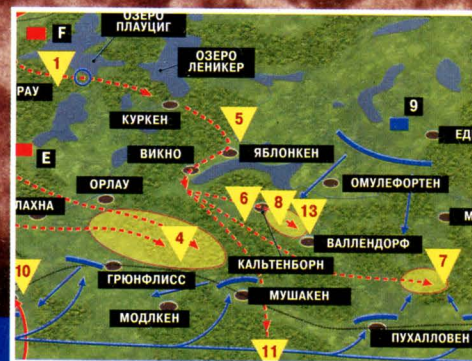 ОЗЕРО
ПЛАУЦИГ
F
1
ОЗЕРО
ЛЕНИКЕР
РАУ
КУРКЕН
5
9
ЕД
E
ВИКНО
ЯБЛОНКЕН
ОРЛАУ
ОМУЛЕФОРТЕН
ЛАХНА
6
8
13
М
4
ВАЛЛЕНДОРФ
КАЛЬТЕНБОРН
7
10
ГРЮНФЛИСС
МУШАКЕН
МОДЛКЕН
ПУХАЛЛОВЕН
11